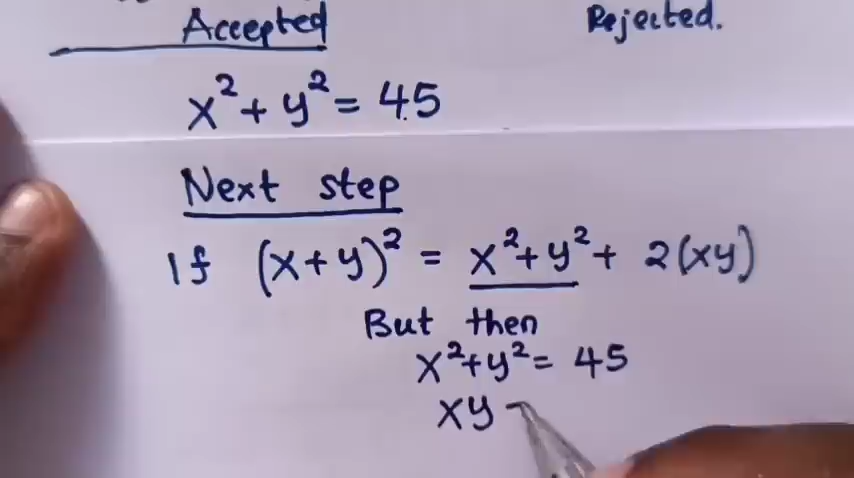 Accepted Rejected.
x² + y² = 45
Next step
If (x+y)² = x²+y² + 2(xy)
But then
x²+y² = 45
xy